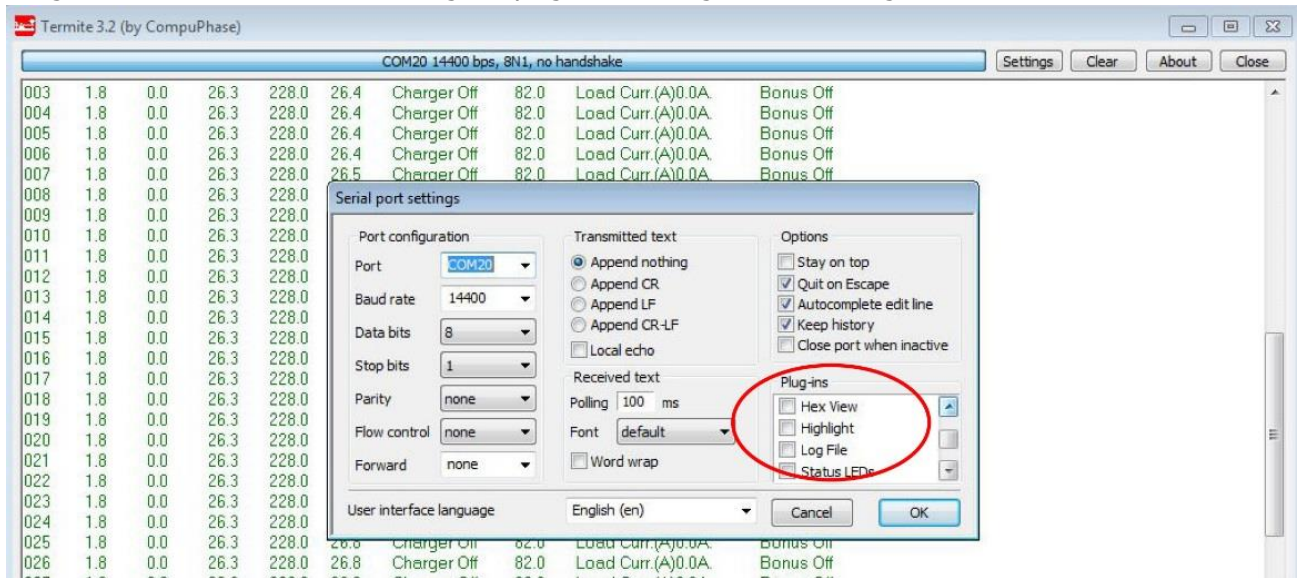 Termite 3.2 (by CompuPhase)
COM20 14400 bps, 8N1, no handshake Settings Clear About Close
003 1.8 0.0 26.3 228.0 26.4 Charger Off 82.0 Load Curr.(A)0.0A. Bonus Off
004 1.8 0.0 26.3 228.0 26.4 Charger Off 82.0 Load Curr.(A)0.0A. Bonus Off
005 1.8 0.0 26.3 228.0 26.4 Charger Off 82.0 Load Curr.(A)0.0A. Bonus Off
006 1.8 0.0 26.3 228.0 26.4 Charger Off 82.0 Load Curr.(A)0.0A. Bonus Off
007 1.8 0.0 26.3 228.0 26.5 Charger Off 82.0 Load Curr.(A)0.0A. Bonus Off
008 1.8 0.0 26.3 228.0
009 1.8 0.0 26.3 228.0
010 1.8 0.0 26.3 228.0
011 1.8 0.0 26.3 228.0
012 1.8 0.0 26.3 228.0
013 1.8 0.0 26.3 228.0
014 1.8 0.0 26.3 228.0
015 1.8 0.0 26.3 228.0
016 1.8 0.0 26.3 228.0
017 1.8 0.0 26.3 228.0
018 1.8 0.0 26.3 228.0
019 1.8 0.0 26.3 228.0
020 1.8 0.0 26.3 228.0
021 1.8 0.0 26.3 228.0
022 1.8 0.0 26.3 228.0
023 1.8 0.0 26.3 228.0
024 1.8 0.0 26.3 228.0
025 1.8 0.0 26.3 228.0 26.8 Charger Off 82.0 Load Curr.(A)0.0A. Bonus Off
026 1.8 0.0 26.3 228.0 26.8 Charger Off 82.0 Load Curr.(A)0.0A. Bonus Off
Serial port settings
Port configuration
Port COM20
Baud rate 14400
Data bits 8
Stop bits 1
Parity none
Flow control none
Forward none
Transmitted text
Append nothing
Append CR
Append LF
Append CR-LF
Local echo
Received text
Polling 100 ms
Font default
Word wrap
Options
Stay on top
Quit on Escape
Autocomplete edit line
Keep history
Close port when inactive
Plug-ins
Hex View
Highlight
Log File
Status LEDs
User interface language English (en) Cancel OK